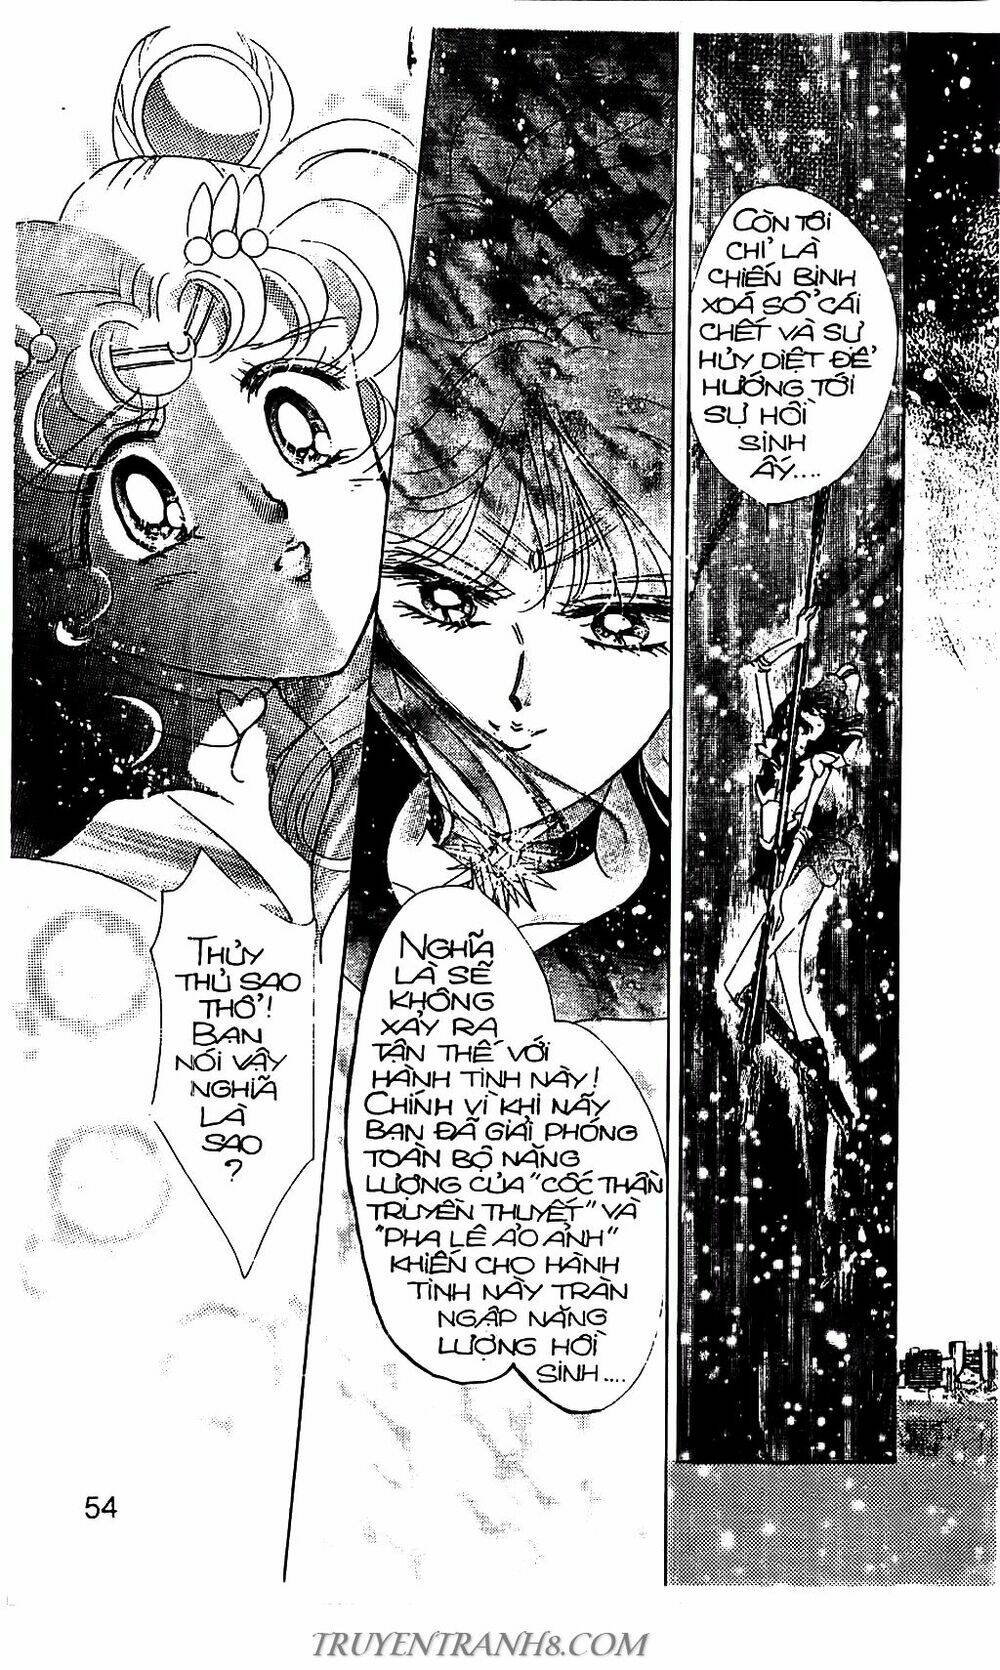 THỦY
THỦ SAO
THỔ!
BẠN
NÓI VẬY
NGHĨA
LÀ
SAO
?
NGHĨA
LÀ SẼ
KHÔNG
XẢY RA
TẬN THẾ VỚI
HÀNH TINH NÀY!
CHÍNH VÌ KHI NÃY
BẠN ĐÃ GIẢI PHÓNG
TOÀN BỘ NĂNG
LƯỢNG CỦA "CỐC THẦN
TRUYỀN THUYẾT" VÀ
"PHA LÊ ẢO ẢNH"
KHIẾN CHO HÀNH
TINH NÀY TRÀN
NGẬP NĂNG
LƯỢNG HỒI
SINH....
CÒN TỚI
CHỈ LÀ
CHIẾN BINH
XOÁ SỔ CÁI
CHẾT VÀ SỰ
HỦY DIỆT ĐỂ
HƯỚNG TỚI
SỰ HỒI
SINH
ẤY....
54
TRUYENTRANH8.COM